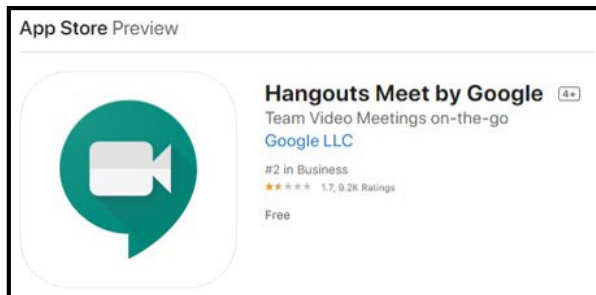 App Store Preview
Hangouts Meet by Google 4+
Team Video Meetings on-the-go
Google LLC
#2 in Business
1.7, 9.2K Ratings
Free